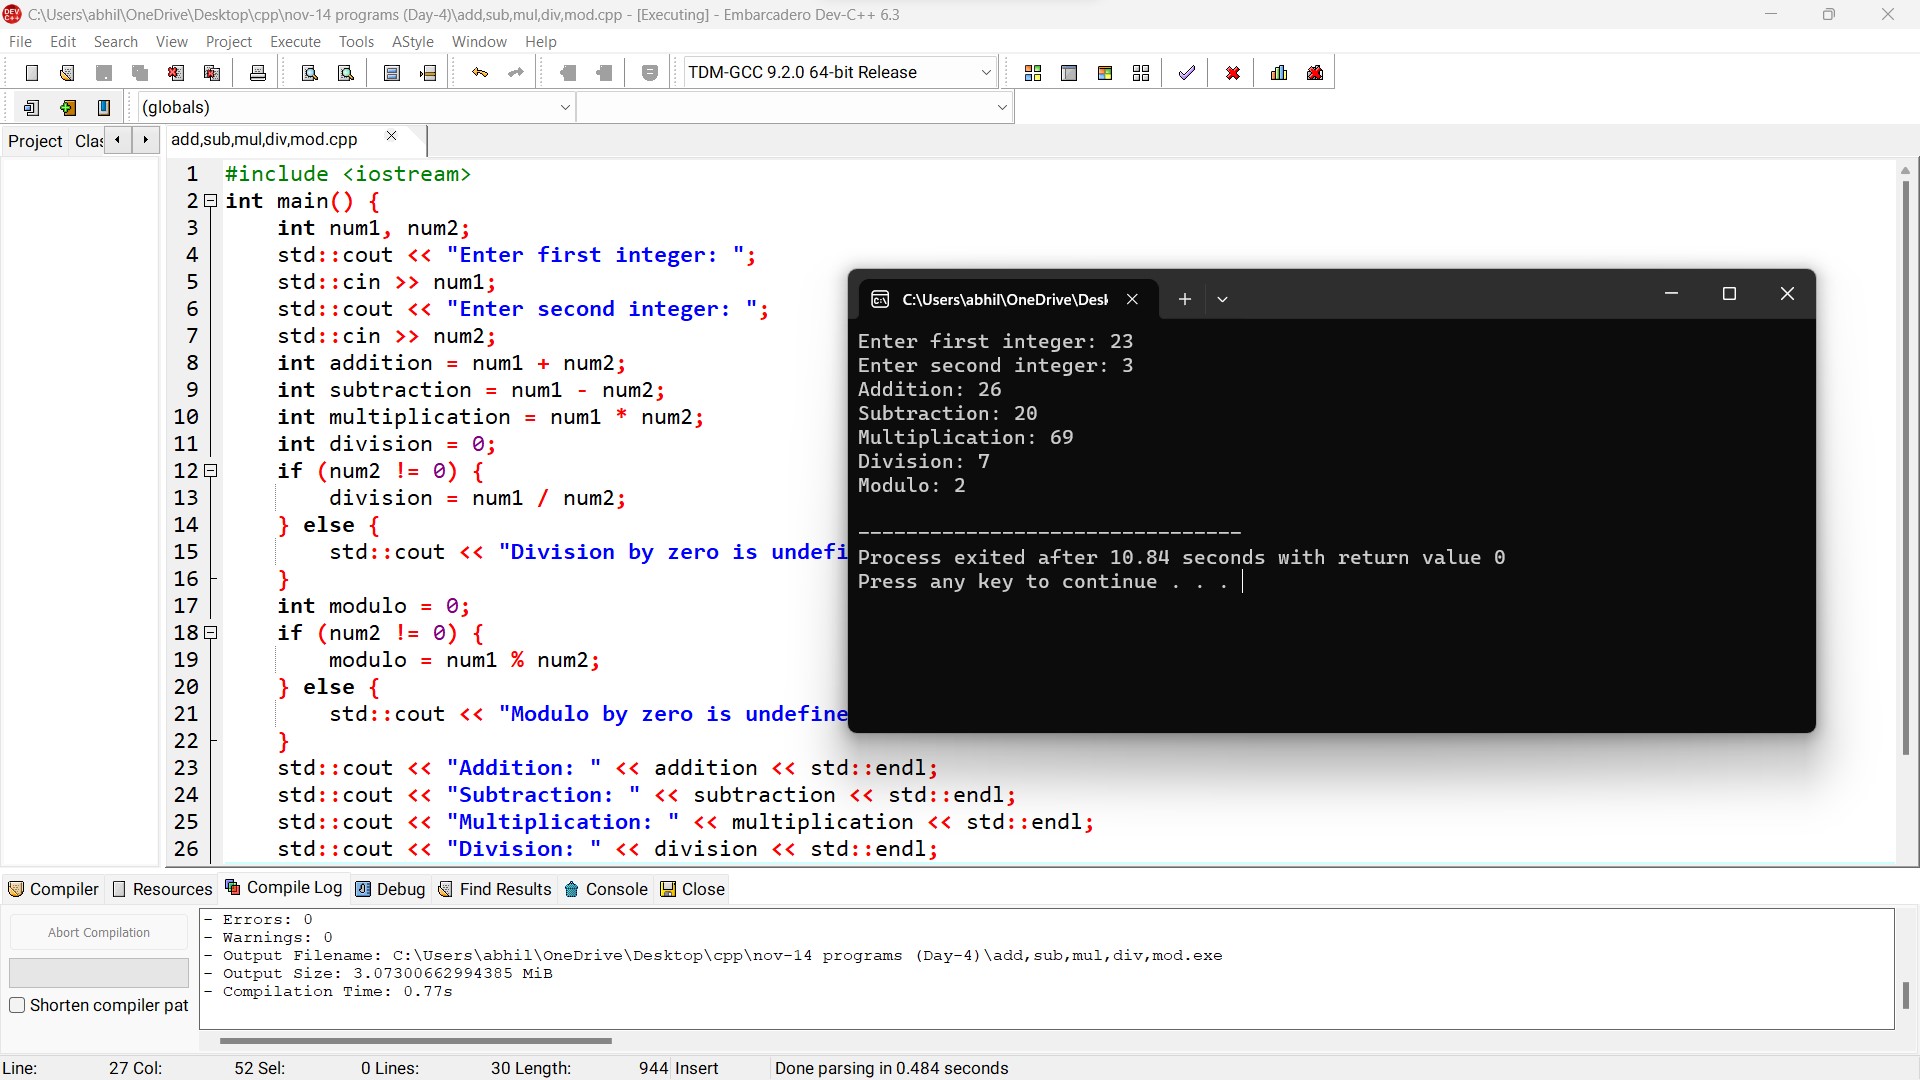 C:\Users\abhil\OneDrive\Desktop\cpp\nov-14 programs (Day-4)\add,sub,mul,div,mod.cpp - [Executing] - Embarcadero Dev-C++ 6.3
File Edit Search View Project Execute Tools AStyle Window Help
TDM-GCC 9.2.0 64-bit Release
(globals)
Project Clas add,sub,mul,div,mod.cpp
1 #include <iostream>
2 int main() {
3 int num1, num2;
4 std::cout << "Enter first integer: ";
5 std::cin >> num1;
6 std::cout << "Enter second integer: ";
7 std::cin >> num2;
8 int addition = num1 + num2;
9 int subtraction = num1 - num2;
10 int multiplication = num1 * num2;
11 int division = 0;
12 if (num2 != 0) {
13 division = num1 / num2;
14 } else {
15 std::cout << "Division by zero is undefi
16 }
17 int modulo = 0;
18 if (num2 != 0) {
19 modulo = num1 % num2;
20 } else {
21 std::cout << "Modulo by zero is undefine
22 }
23 std::cout << "Addition: " << addition << std::endl;
24 std::cout << "Subtraction: " << subtraction << std::endl;
25 std::cout << "Multiplication: " << multiplication << std::endl;
26 std::cout << "Division: " << division << std::endl;
C:\Users\abhil\OneDrive\Desk
Enter first integer: 23
Enter second integer: 3
Addition: 26
Subtraction: 20
Multiplication: 69
Division: 7
Modulo: 2
--------------------------------
Process exited after 10.84 seconds with return value 0
Press any key to continue . . .
Compiler Resources Compile Log Debug Find Results Console Close
Abort Compilation
Shorten compiler pat
- Errors: 0
- Warnings: 0
- Output Filename: C:\Users\abhil\OneDrive\Desktop\cpp\nov-14 programs (Day-4)\add,sub,mul,div,mod.exe
- Output Size: 3.07300662994385 MiB
- Compilation Time: 0.77s
Line: 27 Col: 52 Sel: 0 Lines: 30 Length: 944 Insert Done parsing in 0.484 seconds